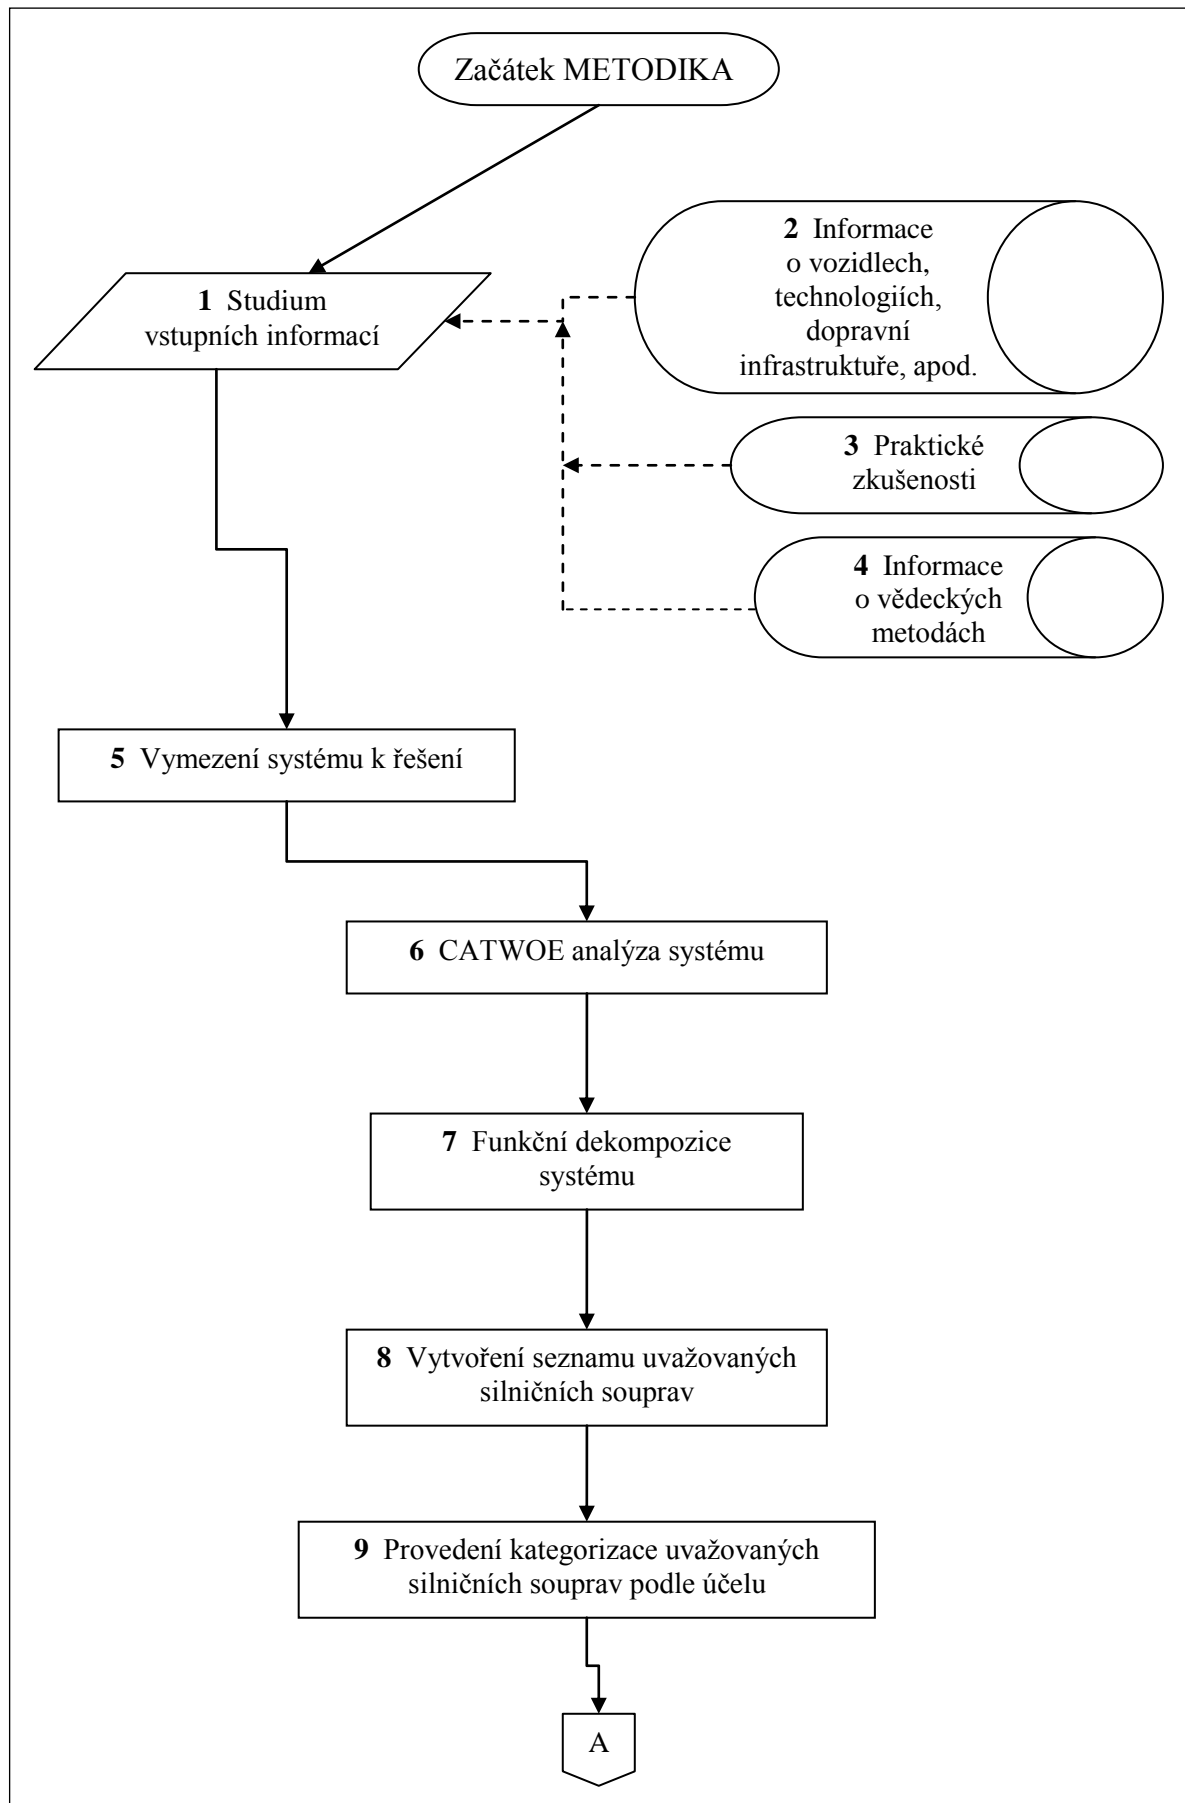 Začátek METODIKA
1 Studium
vstupních informací
2 Informace
o vozidlech,
technologiích,
dopravní
infrastruktuře, apod.
3 Praktické
zkušenosti
4 Informace
o vědeckých
metodách
5 Vymezení systému k řešení
6 CATWOE analýza systému
7 Funkční dekompozice
systému
8 Vytvoření seznamu uvažovaných
silničních souprav
9 Provedení kategorizace uvažovaných
silničních souprav podle účelu
A